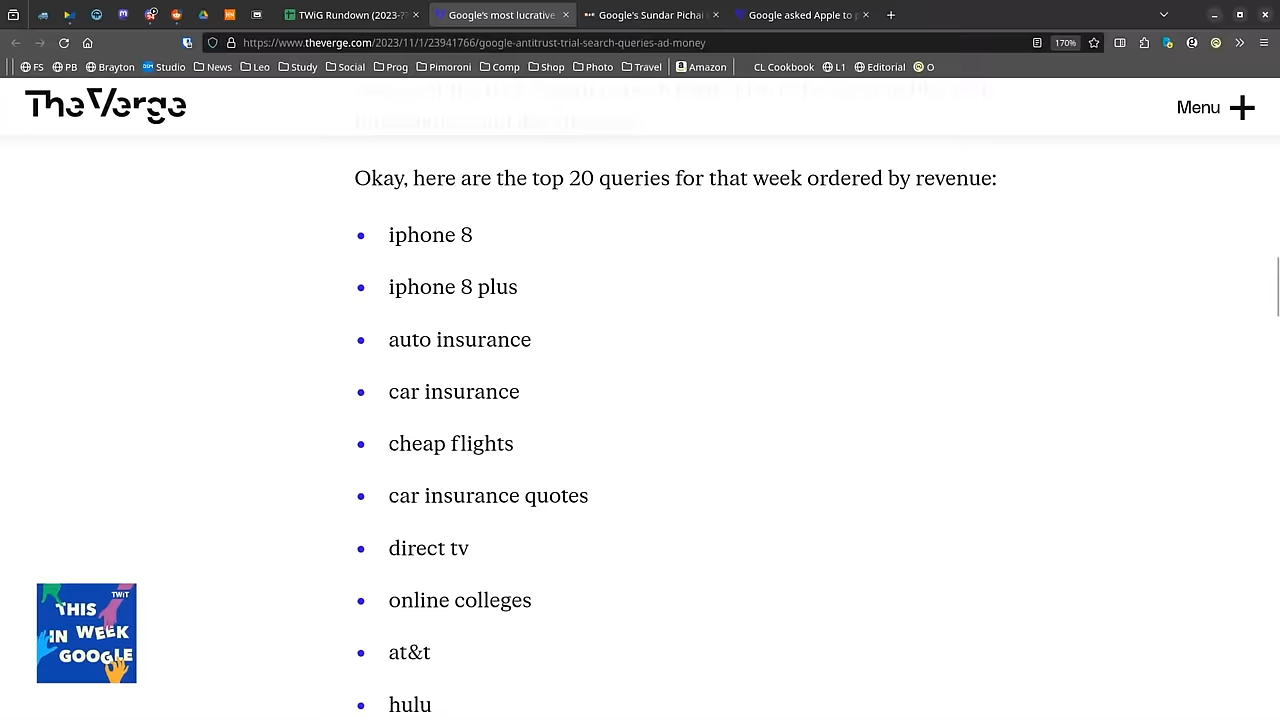 TWiG Rundown (2023-??
Google's most lucrative
Google's Sundar Pichai
Google asked Apple to p
https://www.theverge.com/2023/11/1/23941766/google-antitrust-trial-search-queries-ad-money
170%
FS PB Brayton Studio News Leo Study Social Prog Pimoroni Comp Shop Photo Travel Amazon CL Cookbook L1 Editorial O
The Verge
Menu
Okay, here are the top 20 queries for that week ordered by revenue:
iphone 8
iphone 8 plus
auto insurance
car insurance
cheap flights
car insurance quotes
direct tv
online colleges
at&t
hulu
TWiT
THIS
IN WEEK
GOOGLE